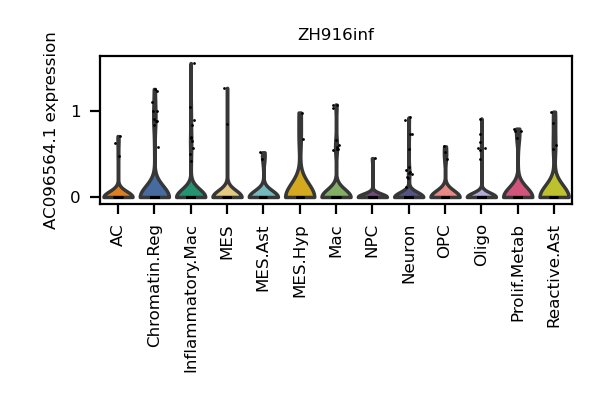 ZH916inf
AC096564.1 expression
1
0
AC
Chromatin.Reg
Inflammatory.Mac
MES
MES.Ast
MES.Hyp
Mac
NPC
Neuron
OPC
Oligo
Prolif.Metab
Reactive.Ast